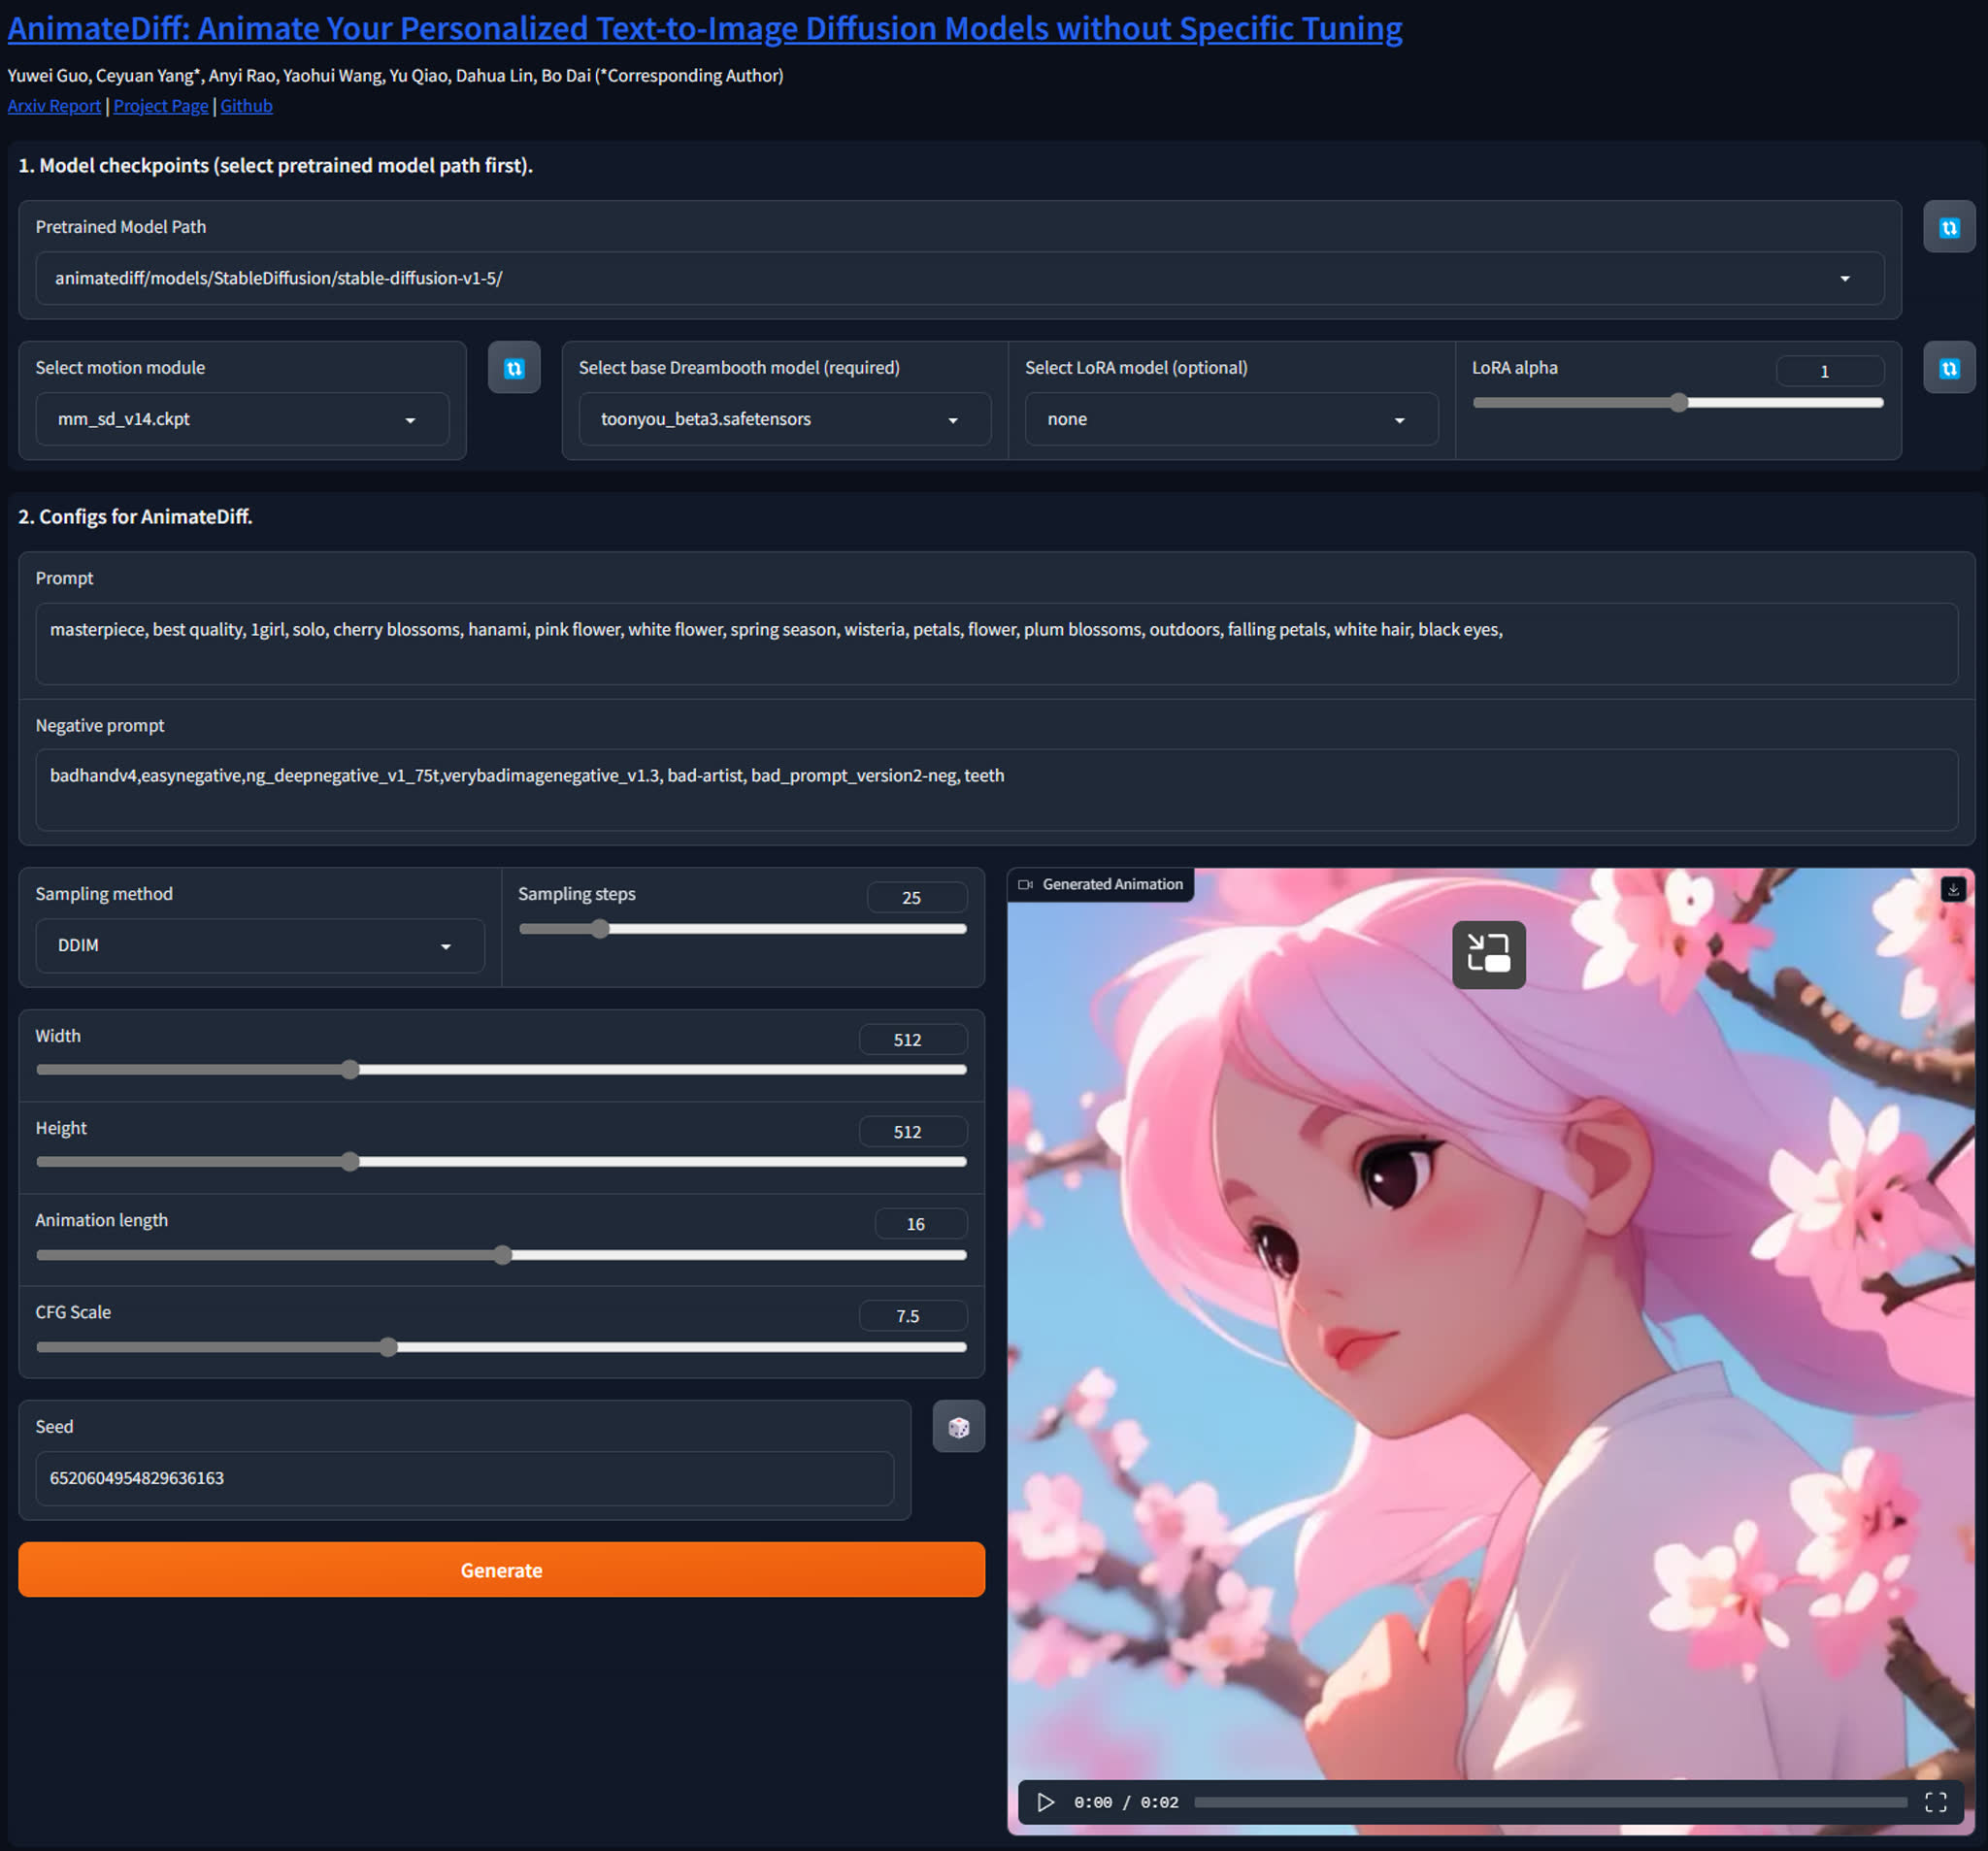 AnimateDiff: Animate Your Personalized Text-to-Image Diffusion Models without Specific Tuning
Yuwei Guo, Ceyuan Yang*, Anyi Rao, Yaohui Wang, Yu Qiao, Dahua Lin, Bo Dai (*Corresponding Author)
Arxiv Report | Project Page | Github
1. Model checkpoints (select pretrained model path first).
Pretrained Model Path
animatediff/models/StableDiffusion/stable-diffusion-v1-5/
Select motion module
mm_sd_v14.ckpt
Select base Dreambooth model (required)
toonyou_beta3.safetensors
Select LoRA model (optional)
none
LoRA alpha
1
2. Configs for AnimateDiff.
Prompt
masterpiece, best quality, 1girl, solo, cherry blossoms, hanami, pink flower, white flower, spring season, wisteria, petals, flower, plum blossoms, outdoors, falling petals, white hair, black eyes,
Negative prompt
badhandv4,easynegative,ng_deepnegative_v1_75t,verybadimagenegative_v1.3, bad-artist, bad_prompt_version2-neg, teeth
Sampling method
DDIM
Sampling steps
25
Width
512
Height
512
Animation length
16
CFG Scale
7.5
Seed
6520604954829636163
Generate
Generated Animation
0:00 / 0:02